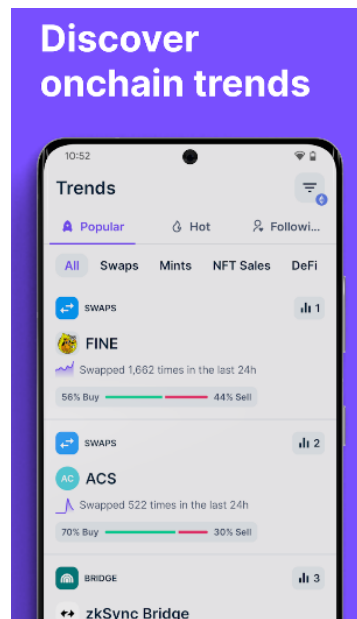 Discover
onchain trends
10:52
Trends
Popular Hot Followi...
All Swaps Mints NFT Sales DeFi
SWAPS 1
FINE
Swapped 1,662 times in the last 24h
56% Buy 44% Sell
SWAPS 2
AC ACS
Swapped 522 times in the last 24h
70% Buy 30% Sell
BRIDGE 3
zkSync Bridge